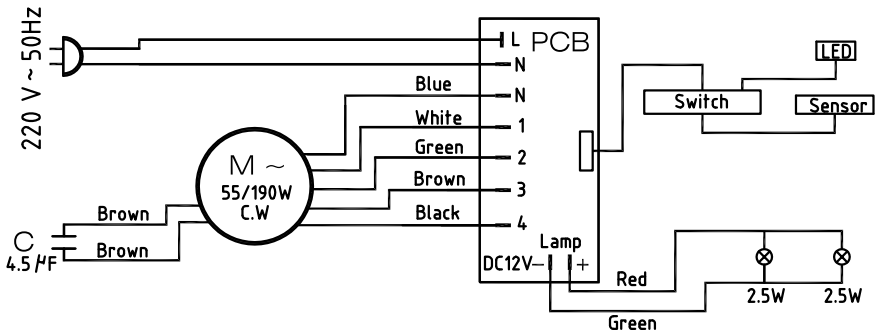 220 V ~ 50Hz
L PCB
N
Blue N
White 1
Green 2
Brown 3
Black 4
M ~
55/190W
C.W
Brown
Brown
C
4.5 µF
Lamp
DC12V - +
Red
Green
LED
Switch
Sensor
2.5W 2.5W